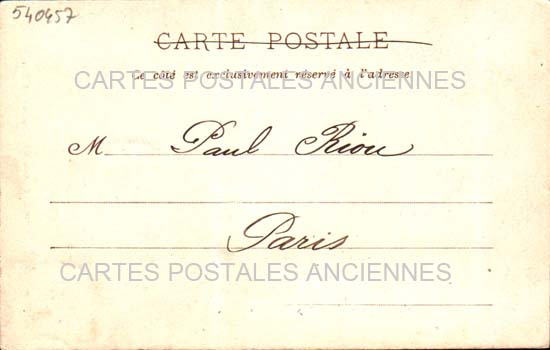 540457
CARTE POSTALE
Ce côté est exclusivement réservé à l'adresse
CARTES POSTALES ANCIENNES
M Paul Riou
Paris
CARTES POSTALES ANCIENNES